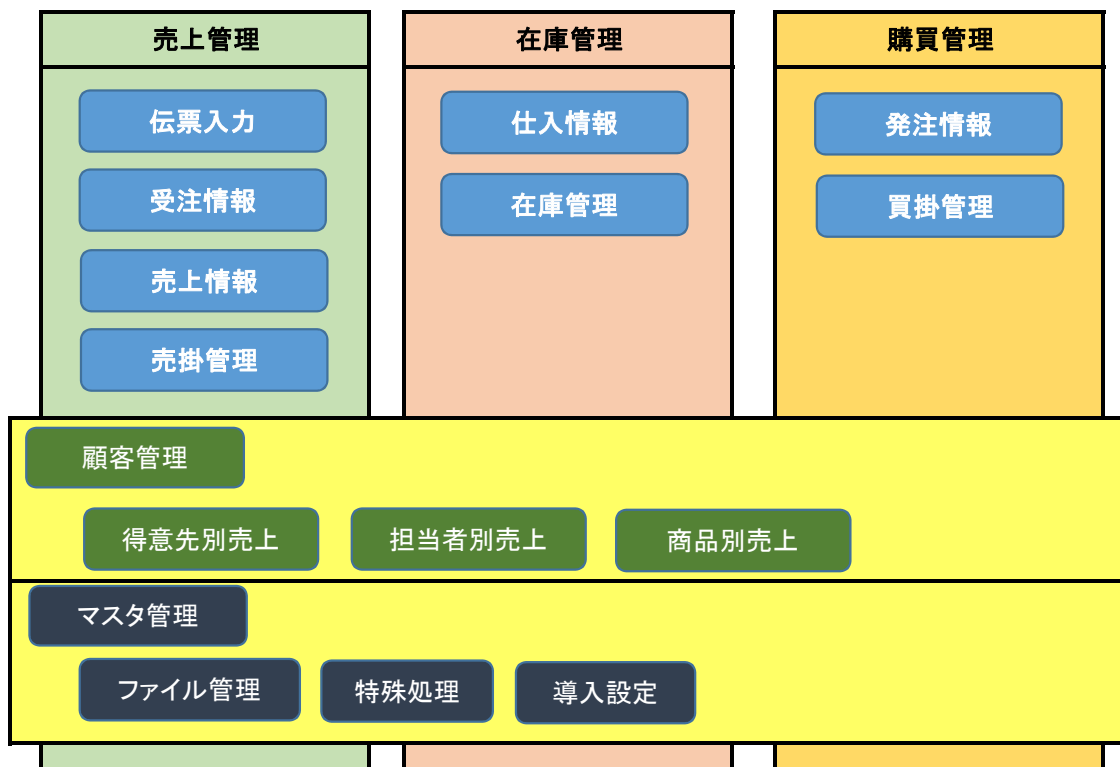 売上管理
在庫管理
購買管理
伝票入力
仕入情報
発注情報
受注情報
在庫管理
買掛管理
売上情報
売掛管理
顧客管理
得意先別売上
担当者別売上
商品別売上
マスタ管理
ファイル管理
特殊処理
導入設定